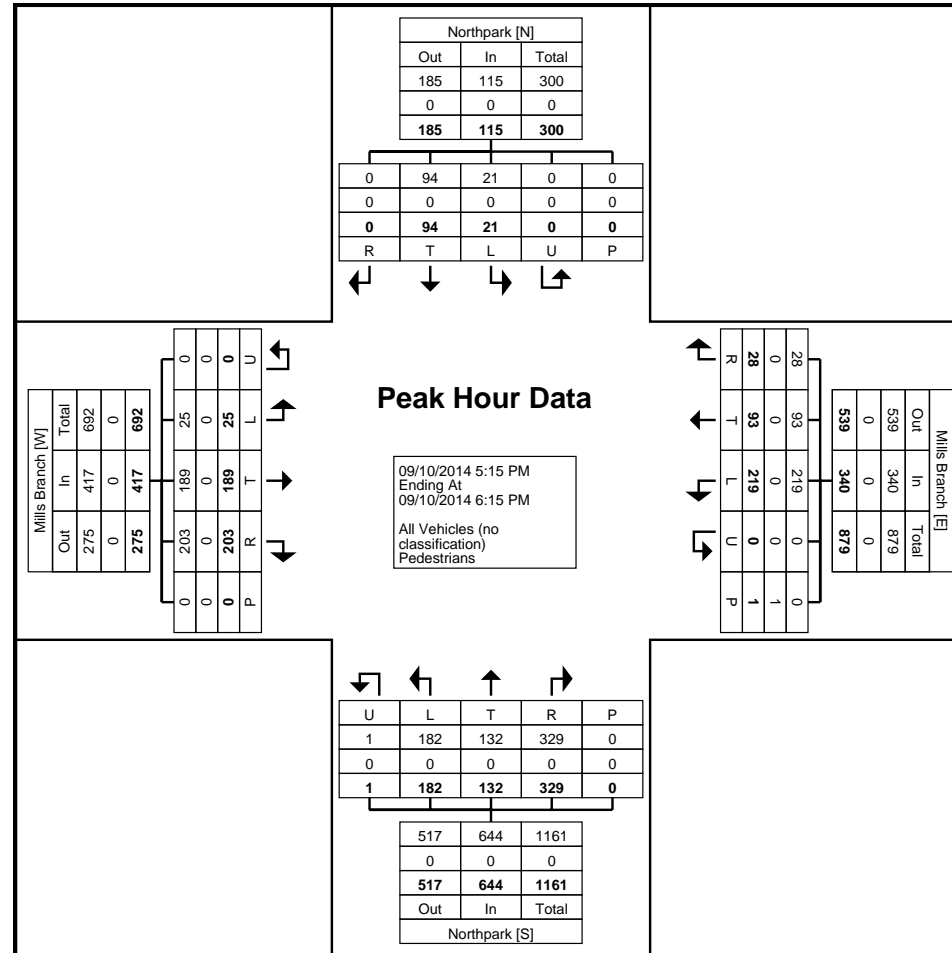 Northpark [N]
Out In Total
185 115 300
0 0 0
185 115 300
0 94 21 0 0
0 0 0 0 0
0 94 21 0 0
R T L U P
Mills Branch [W]
Total In Out
692 417 275
0 0 0
692 417 275
0 25 189 203 0
0 0 0 0 0
0 25 189 203 0
U L T R P
Peak Hour Data
09/10/2014 5:15 PM
Ending At
09/10/2014 6:15 PM
All Vehicles (no
classification)
Pedestrians
R T L U P
28 93 219 0 1
0 0 0 0 1
28 93 219 0 0
539 340 879
0 0 0
539 340 879
Out In Total
Mills Branch [E]
U L T R P
1 182 132 329 0
0 0 0 0 0
1 182 132 329 0
517 644 1161
0 0 0
517 644 1161
Out In Total
Northpark [S]